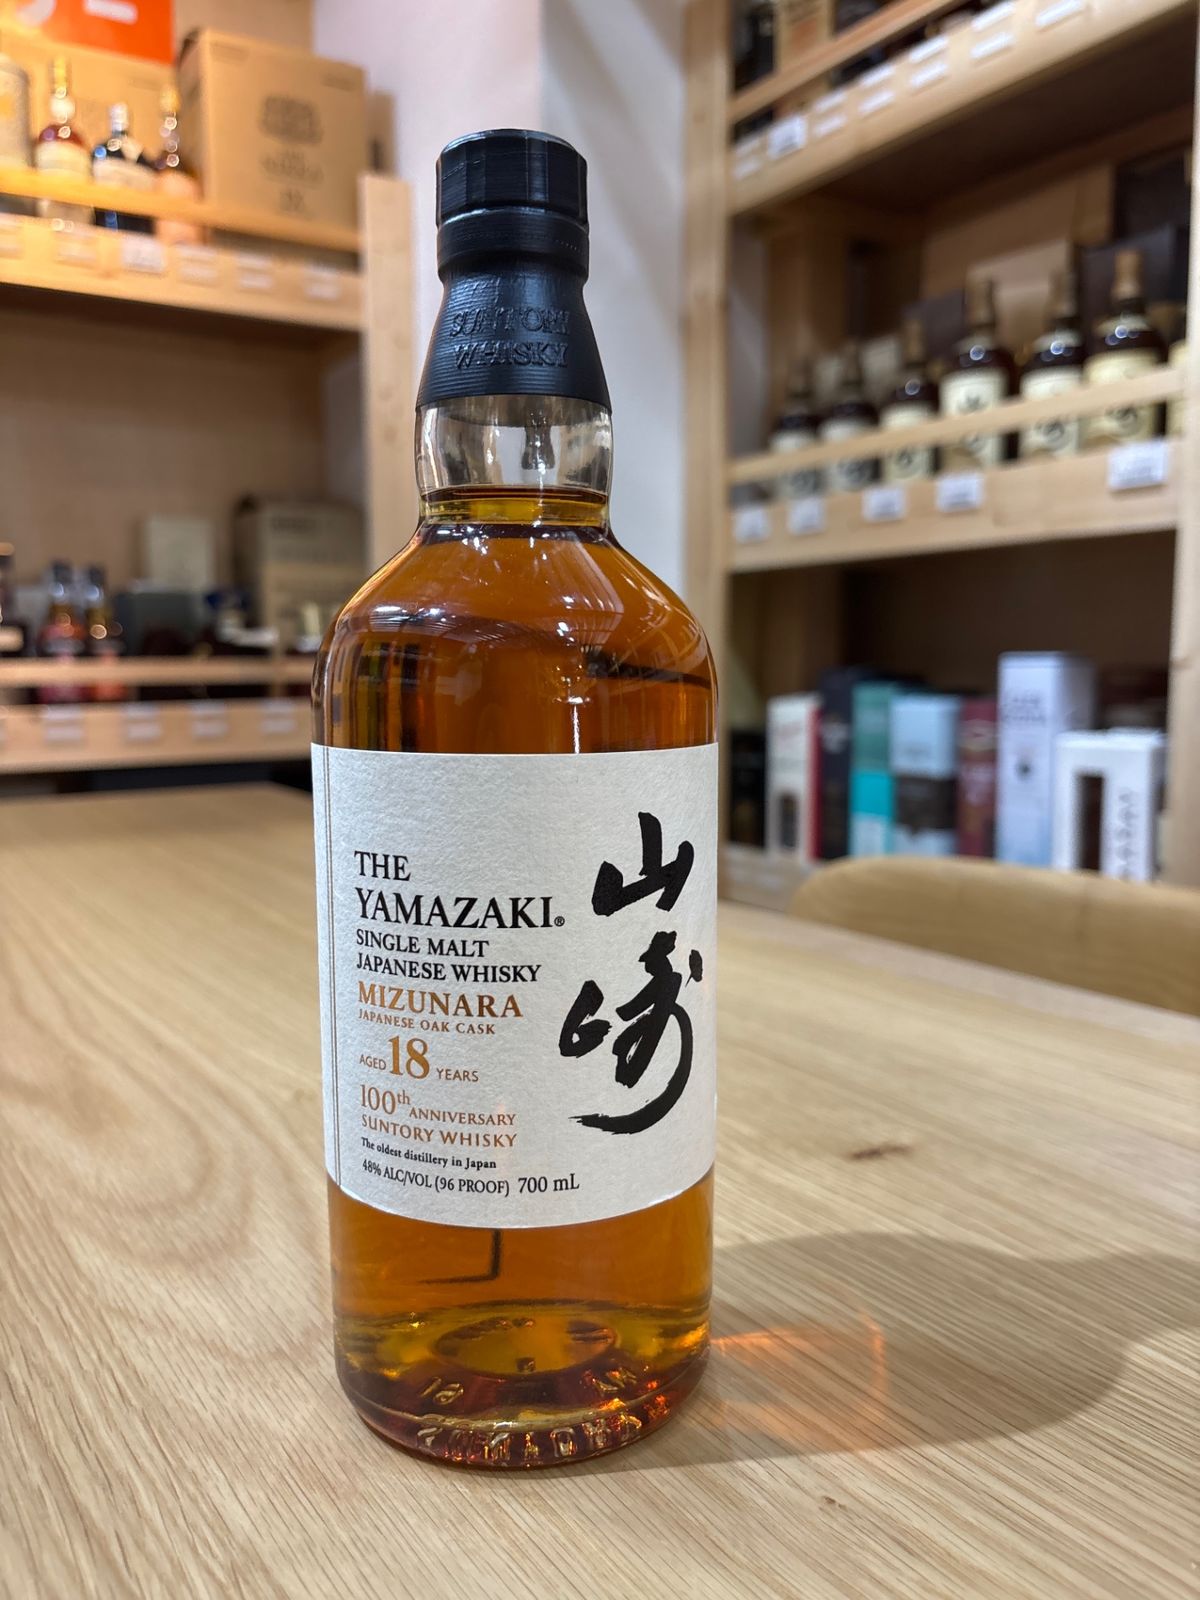 SUNTORY
WHISKY
THE
YAMAZAKI®
SINGLE MALT
JAPANESE WHISKY
MIZUNARA
JAPANESE OAK CASK
AGED 18 YEARS
100th ANNIVERSARY
SUNTORY WHISKY
The oldest distillery in Japan
48% ALC/VOL (96 PROOF) 700 mL
山崎